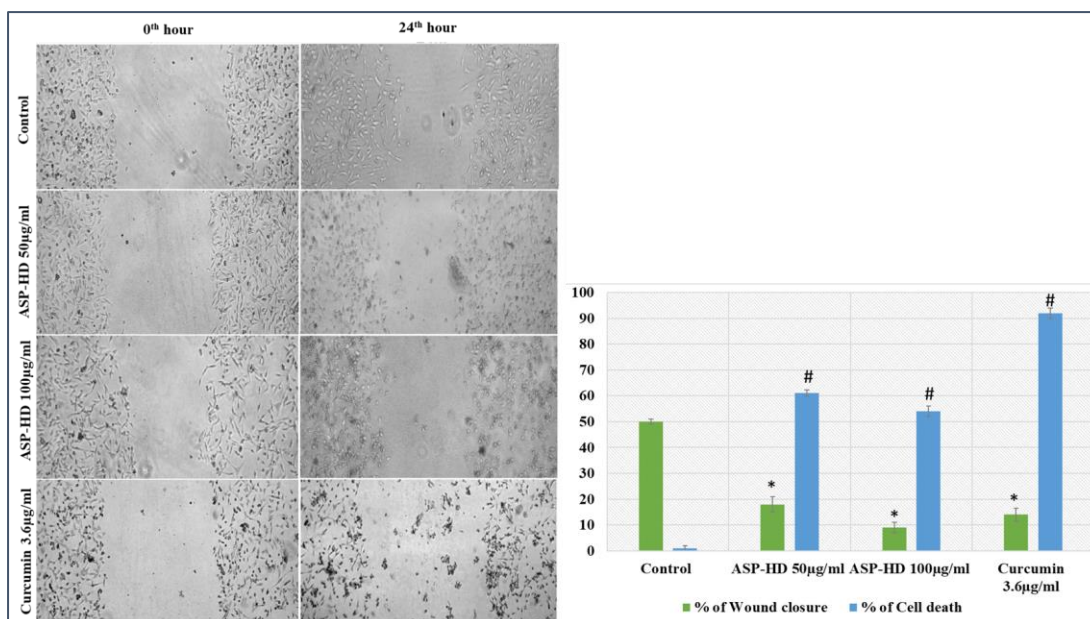 0th hour
24th hour
Control
ASP-HD 50µg/ml
ASP-HD 100µg/ml
Curcumin 3.6µg/ml
100
90
80
70
60
50
40
30
20
10
0
*
#
*
#
*
#
Control
ASP-HD 50µg/ml
ASP-HD 100µg/ml
Curcumin
3.6µg/ml
% of Wound closure
% of Cell death